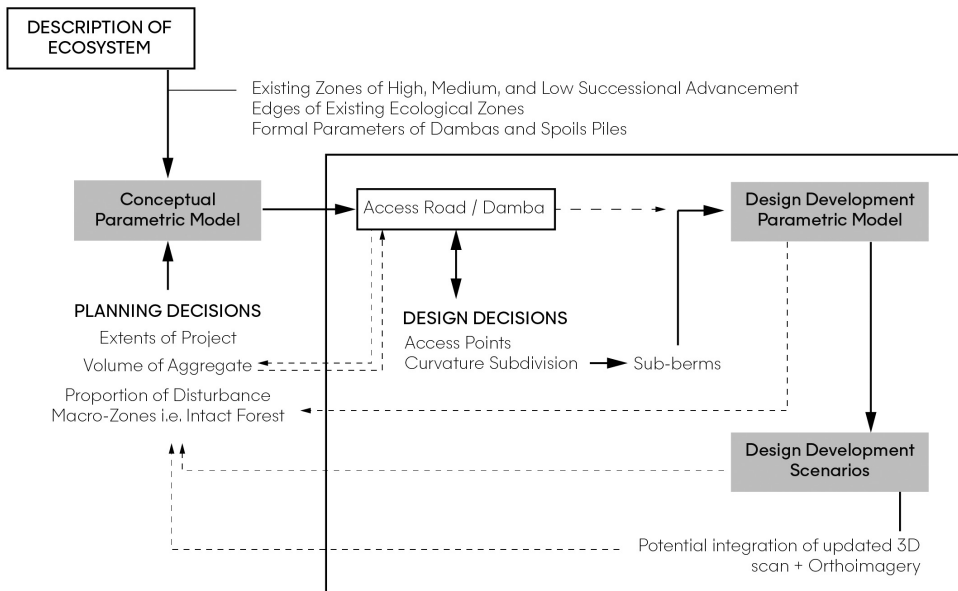 DESCRIPTION OF
ECOSYSTEM
Existing Zones of High, Medium, and Low Successional Advancement
Edges of Existing Ecological Zones
Formal Parameters of Dambas and Spoils Piles
Conceptual
Parametric Model
Access Road / Damba
Design Development
Parametric Model
PLANNING DECISIONS
Extents of Project
Volume of Aggregate
Proportion of Disturbance
Macro-Zones i.e. Intact Forest
DESIGN DECISIONS
Access Points
Curvature Subdivision
Sub-berms
Design Development
Scenarios
Potential integration of updated 3D
scan + Orthoimagery